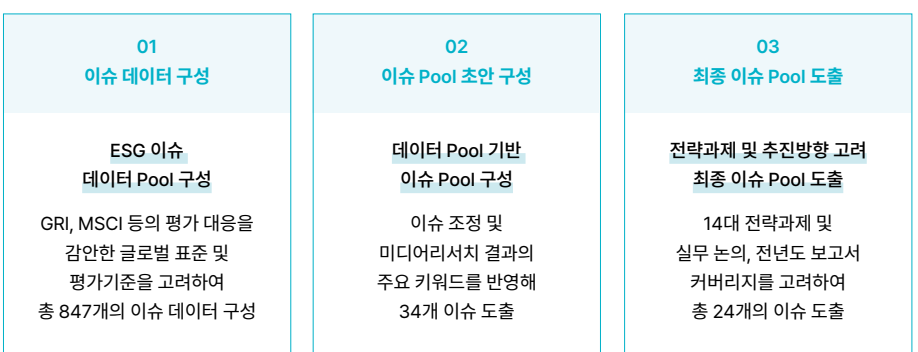 01
이슈 데이터 구성
ESG 이슈
데이터 Pool 구성
GRI, MSCI 등의 평가 대응을
감안한 글로벌 표준 및
평가기준을 고려하여
총 847개의 이슈 데이터 구성
02
이슈 Pool 초안 구성
데이터 Pool 기반
이슈 Pool 구성
이슈 조정 및
미디어리서치 결과의
주요 키워드를 반영해
34개 이슈 도출
03
최종 이슈 Pool 도출
전략과제 및 추진방향 고려
최종 이슈 Pool 도출
14대 전략과제 및
실무 논의, 전년도 보고서
커버리지를 고려하여
총 24개의 이슈 도출